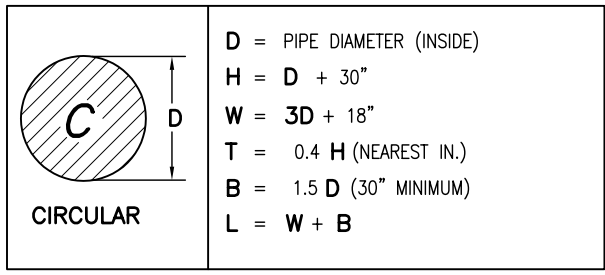 C
D
CIRCULAR
D = PIPE DIAMETER (INSIDE)
H = D + 30”
W = 3D + 18”
T = 0.4 H (NEAREST IN.)
B = 1.5 D (30” MINIMUM)
L = W + B